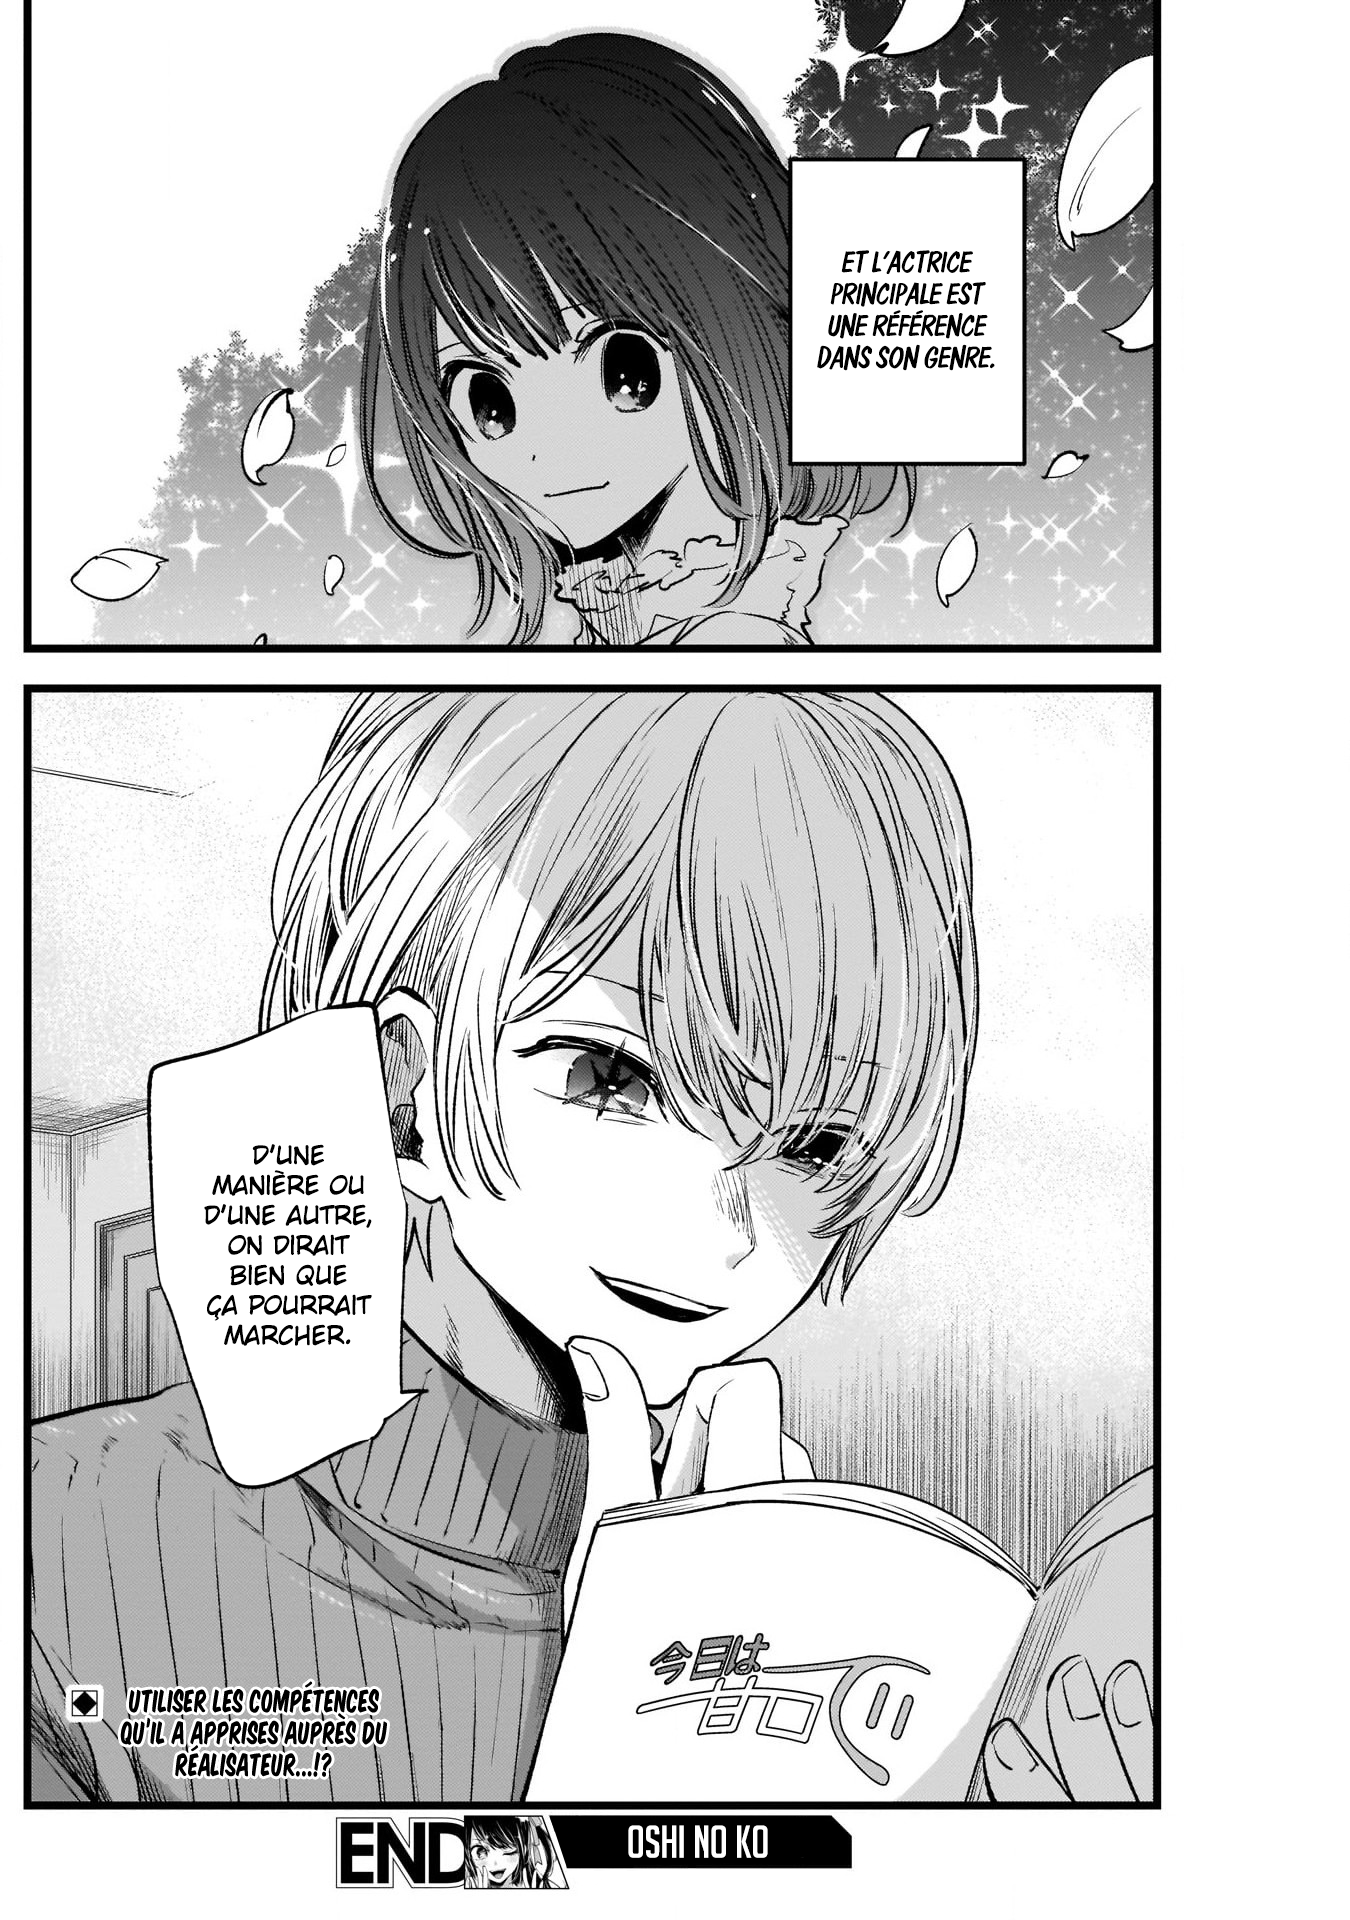 ET L'ACTRICE
PRINCIPALE EST
UNE RÉFÉRENCE
DANS SON GENRE.
D'UNE
MANIÈRE OU
D'UNE AUTRE,
ON DIRAIT
BIEN QUE
ÇA POURRAIT
MARCHER.
今日は
甘口で
UTILISER LES COMPÉTENCES
QU'IL A APPRISES AUPRÈS DU
RÉALISATEUR...!?
END
OSHI NO KO